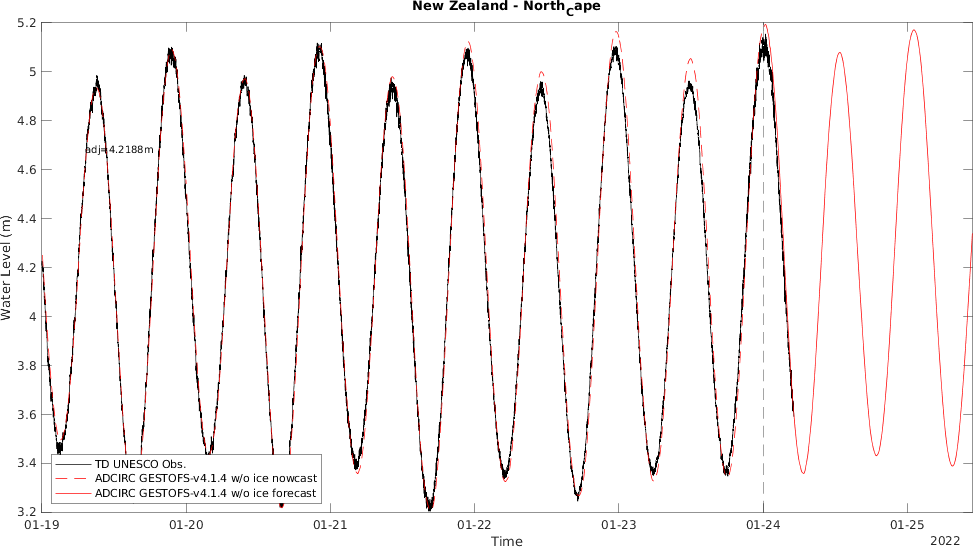 New Zealand - NorthCape
5.2
5
4.8
adj=4.2188m
4.6
4.4
4.2
4
3.8
3.6
3.4
3.2
Water Level (m)
TD UNESCO Obs.
ADCIRC GESTOFS-v4.1.4 w/o ice nowcast
ADCIRC GESTOFS-v4.1.4 w/o ice forecast
01-19 01-20 01-21 01-22 01-23 01-24 01-25
Time
2022